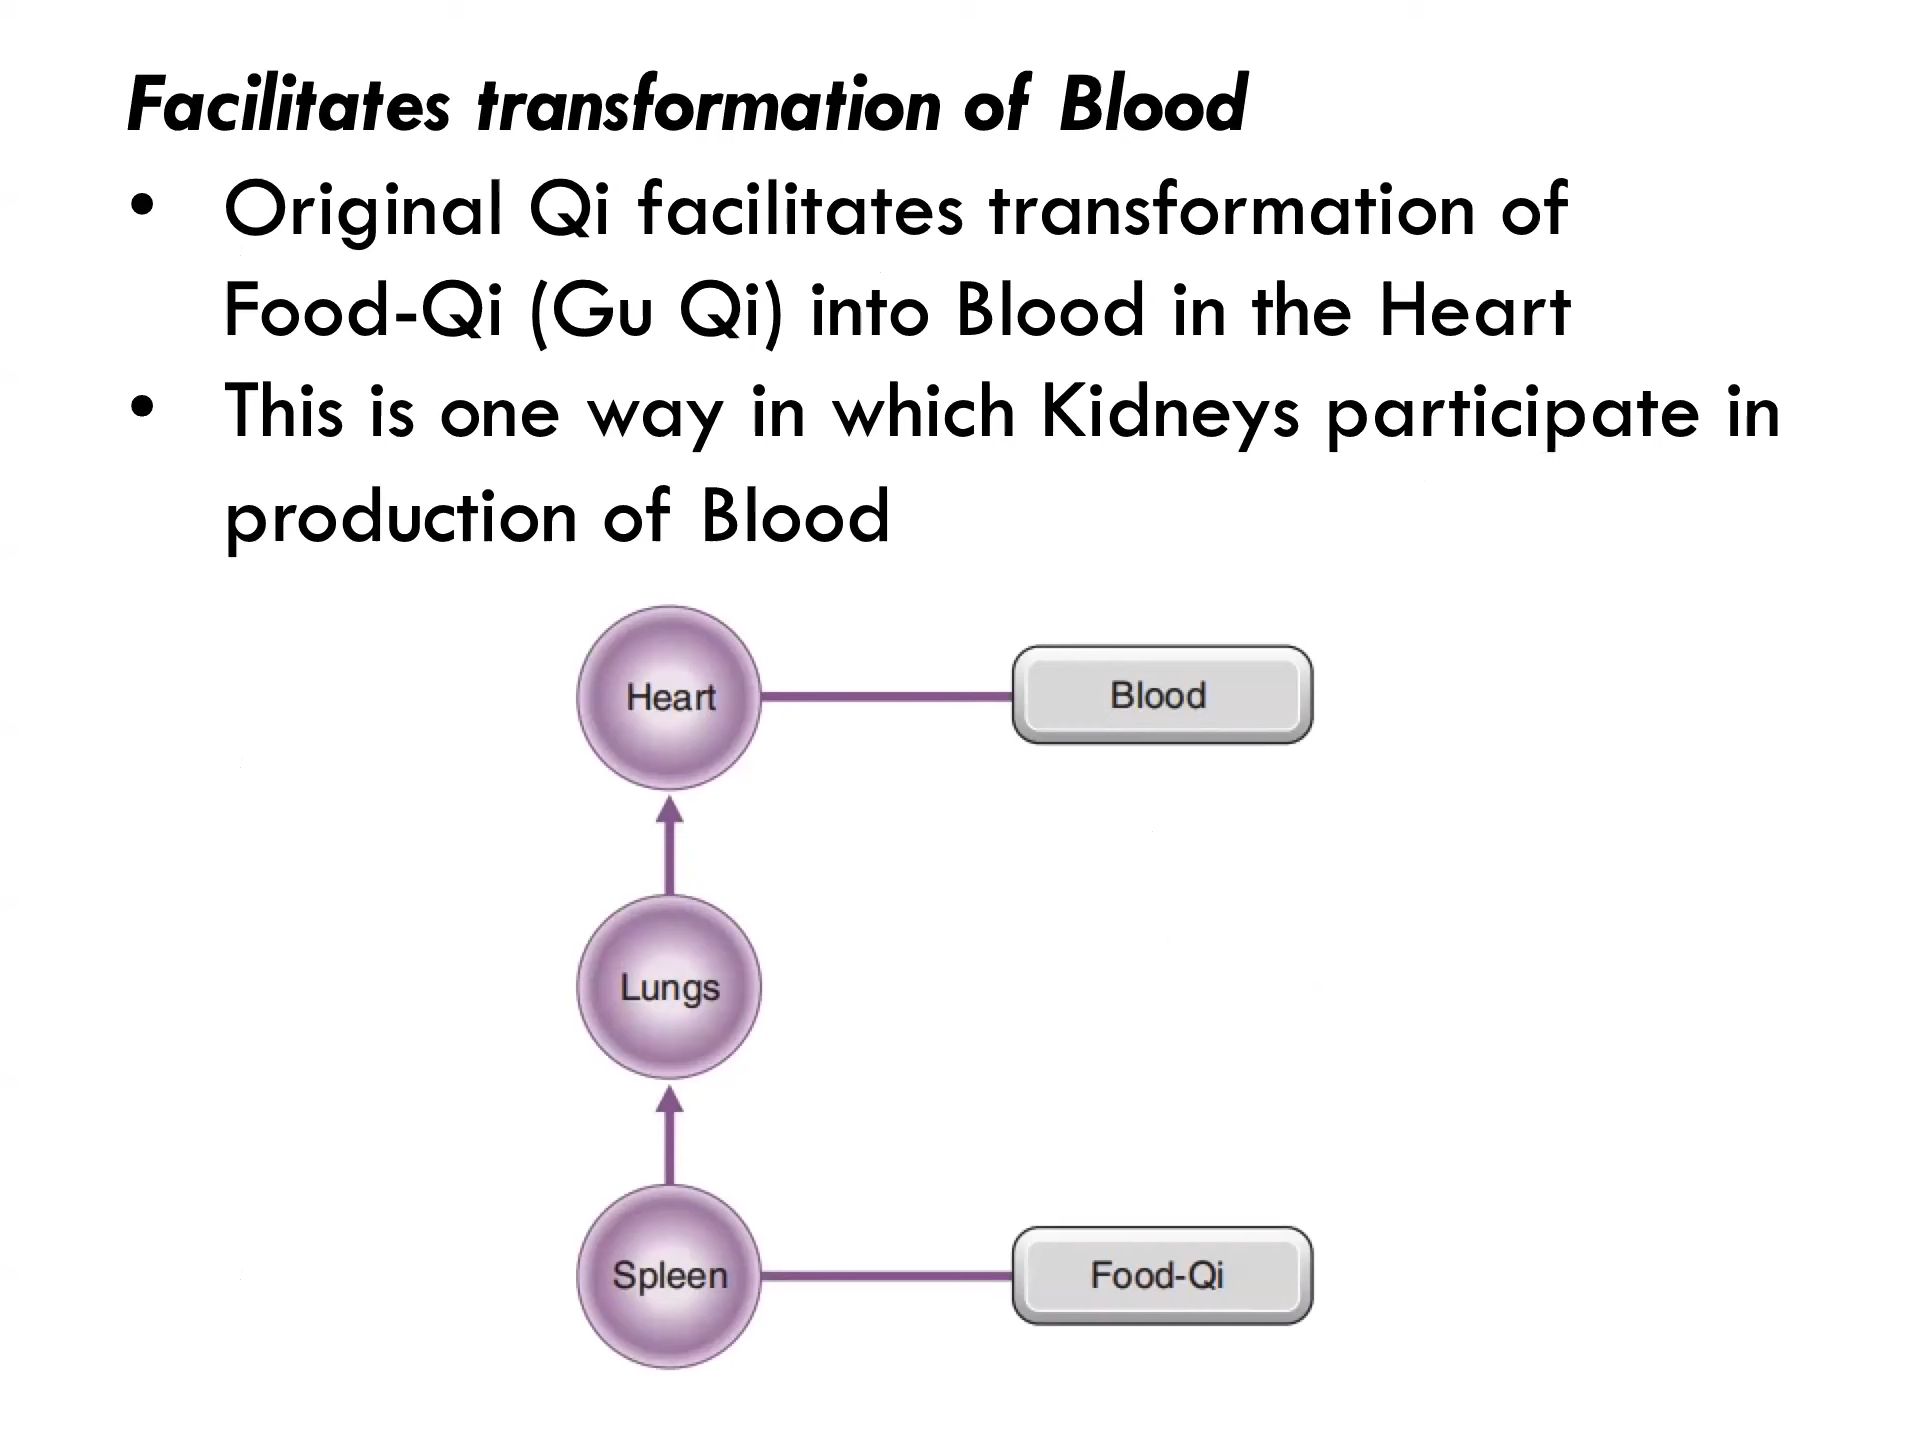 Facilitates transformation of Blood
• Original Qi facilitates transformation of
Food-Qi (Gu Qi) into Blood in the Heart
• This is one way in which Kidneys participate in
production of Blood
Heart
Blood
Lungs
Spleen
Food-Qi